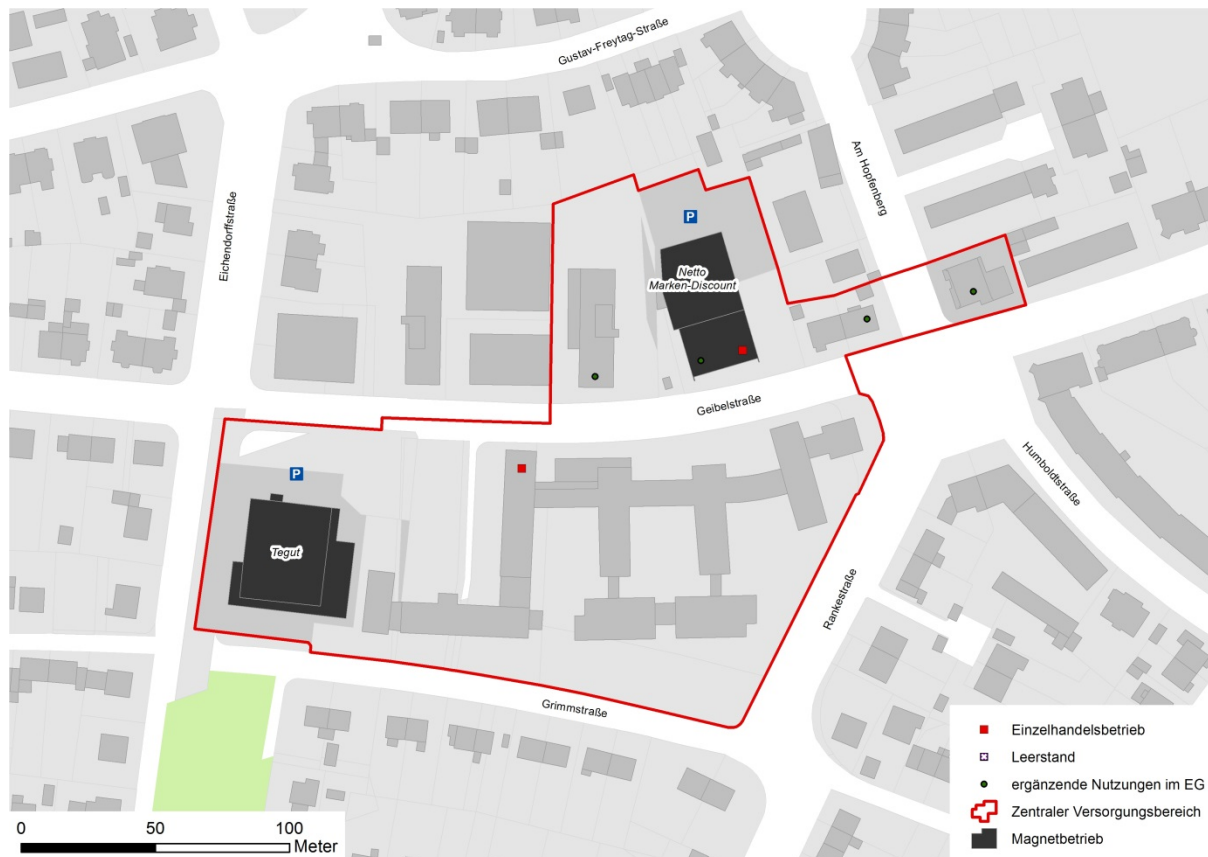 Gustav-Freytag-Straße
Am Hopfenberg
Eichendorffstraße
P
Netto
Marken-Discount
Geibelstraße
Humboldtstraße
P
Tegut
Rankestraße
Grimmstraße
Einzelhandelsbetrieb
Leerstand
ergänzende Nutzungen im EG
Zentraler Versorgungsbereich
Magnetbetrieb
0 50 100
Meter